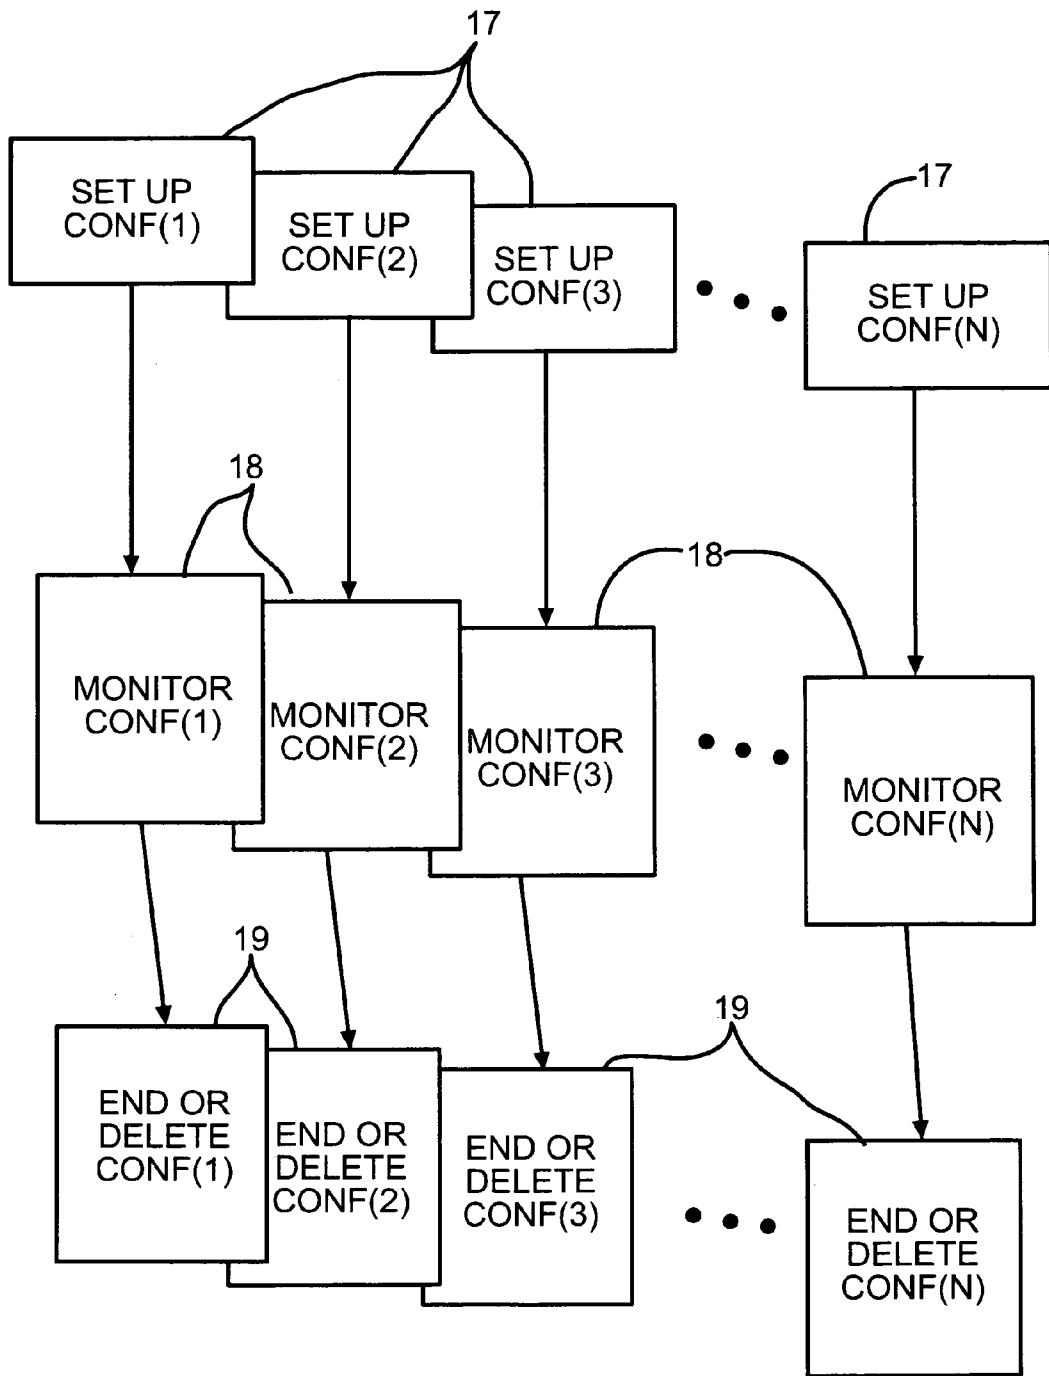 17
17
SET UP
CONF(1)
SET UP
CONF(2)
SET UP
CONF(3)
SET UP
CONF(N)
18
18
MONITOR
CONF(1)
MONITOR
CONF(2)
MONITOR
CONF(3)
MONITOR
CONF(N)
19
19
END OR
DELETE
CONF(1)
END OR
DELETE
CONF(2)
END OR
DELETE
CONF(3)
END OR
DELETE
CONF(N)